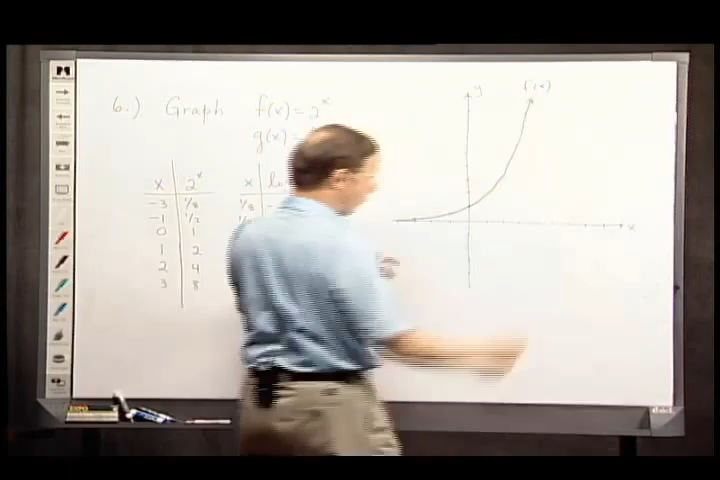 6.) Graph f(x) = 2^x
g(x) =
x 2^x
-3 1/8
-1 1/2
0 1
1 2
2 4
3 8
x lo
1/8 -
1/2
y
f(x)
x